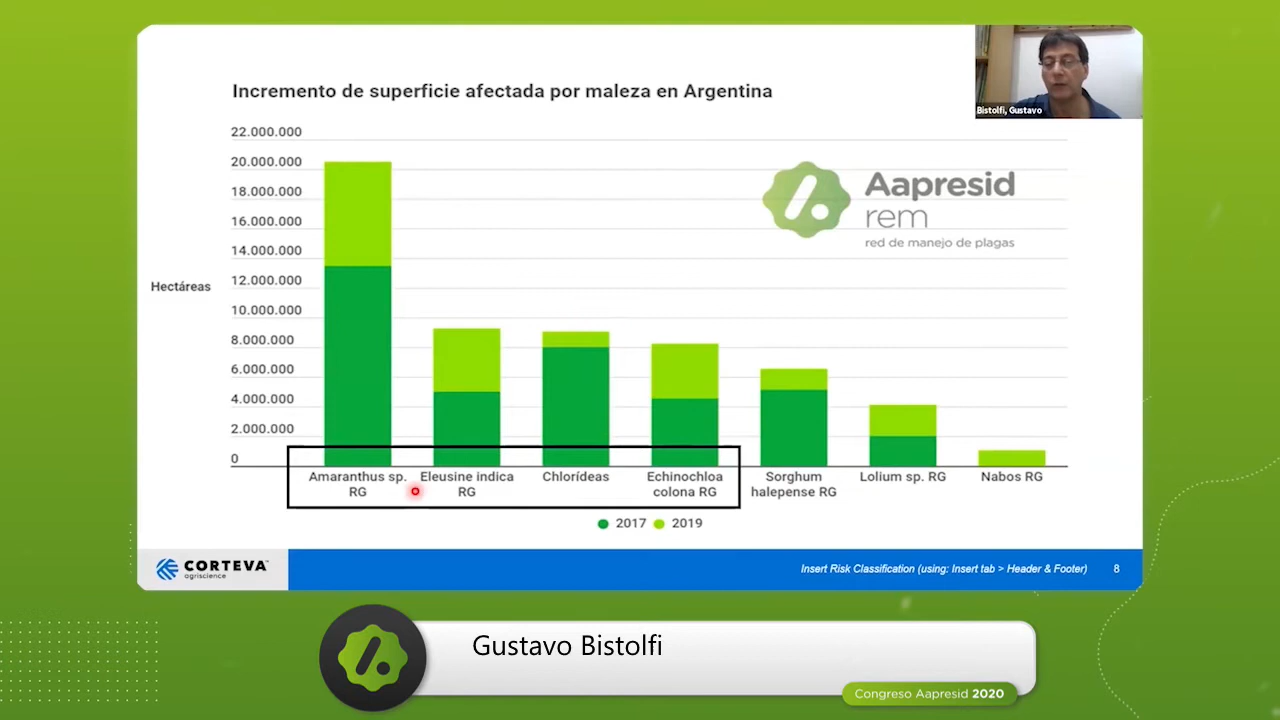 Incremento de superficie afectada por maleza en Argentina
Bistolfi, Gustavo
22.000.000
20.000.000
18.000.000
16.000.000
14.000.000
12.000.000
10.000.000
8.000.000
6.000.000
4.000.000
2.000.000
0
Hectáreas
Aapresid
rem
red de manejo de plagas
Amaranthus sp. RG
Eleusine indica RG
Chlorídeas
Echinochloa colona RG
Sorghum halepense RG
Lolium sp. RG
Nabos RG
2017 2019
CORTEVA™
agriscience
Insert Risk Classification (using: Insert tab > Header & Footer) 8
Gustavo Bistolfi
Congreso Aapresid 2020